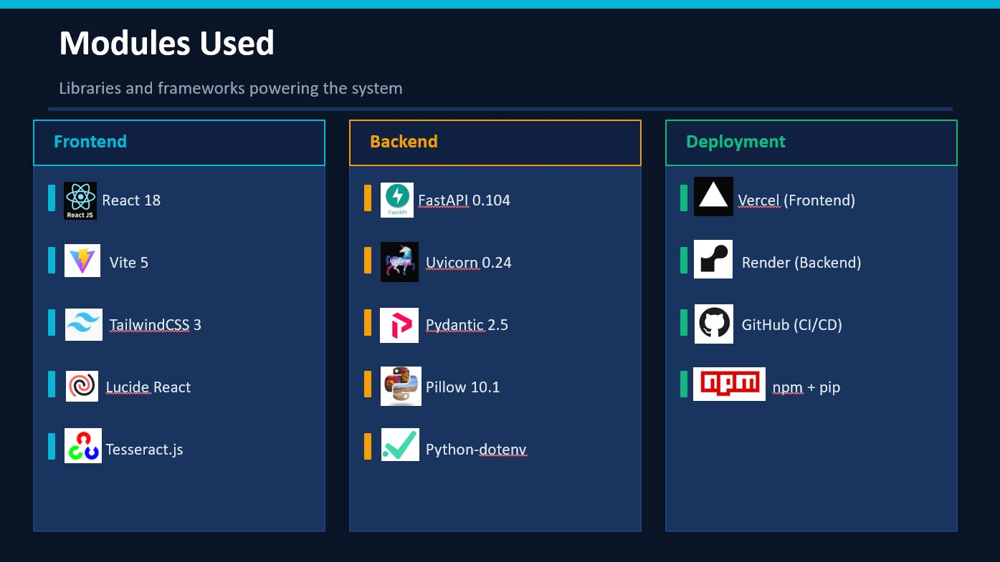 Modules Used
Libraries and frameworks powering the system
Frontend
React JS
React 18
Vite 5
TailwindCSS 3
Lucide React
Tesseract.js
Backend
FastAPI
FastAPI 0.104
uvicorn
Uvicorn 0.24
Pydantic 2.5
Pillow 10.1
Python-dotenv
Deployment
Vercel (Frontend)
Render (Backend)
GitHub (CI/CD)
npm
npm + pip